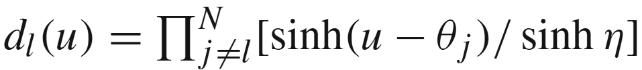 d_l(u) = ∏_{j≠l}^{N} [sinh(u − θ_j)/ sinh η]